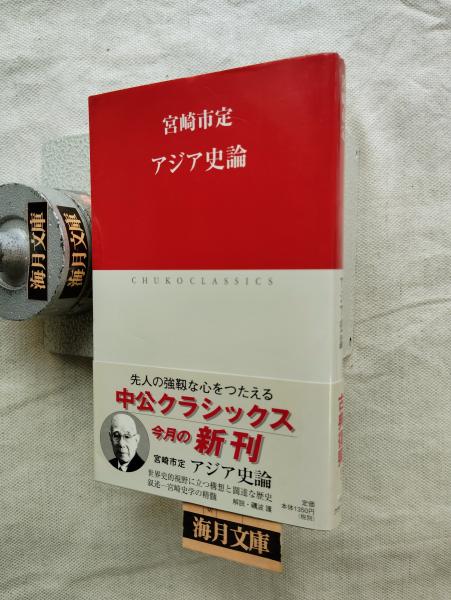 宮崎市定
アジア史論
CHUKO CLASSICS
先人の強靱な心をつたえる
中公クラシックス
今月の 新刊
宮崎市定 アジア史論
世界史的視野に立つ構想と闊達な歴史
叙述―宮崎史学の精髄
解説・礪波 護
定価
本体1350円
(税別)
海月文庫
海月文庫
海月文庫